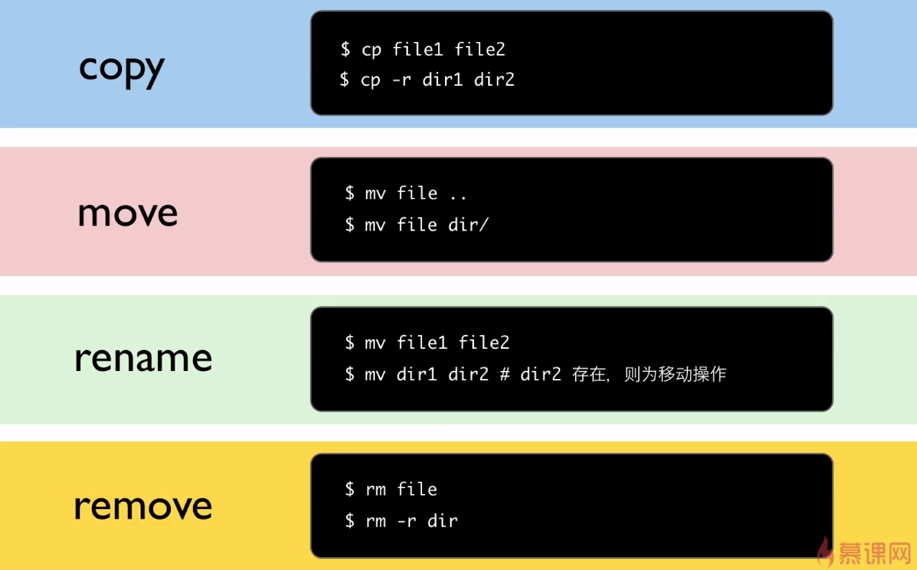 copy
$ cp file1 file2
$ cp -r dir1 dir2
move
$ mv file ..
$ mv file dir/
rename
$ mv file1 file2
$ mv dir1 dir2 # dir2 存在，则为移动操作
remove
$ rm file
$ rm -r dir
慕课网